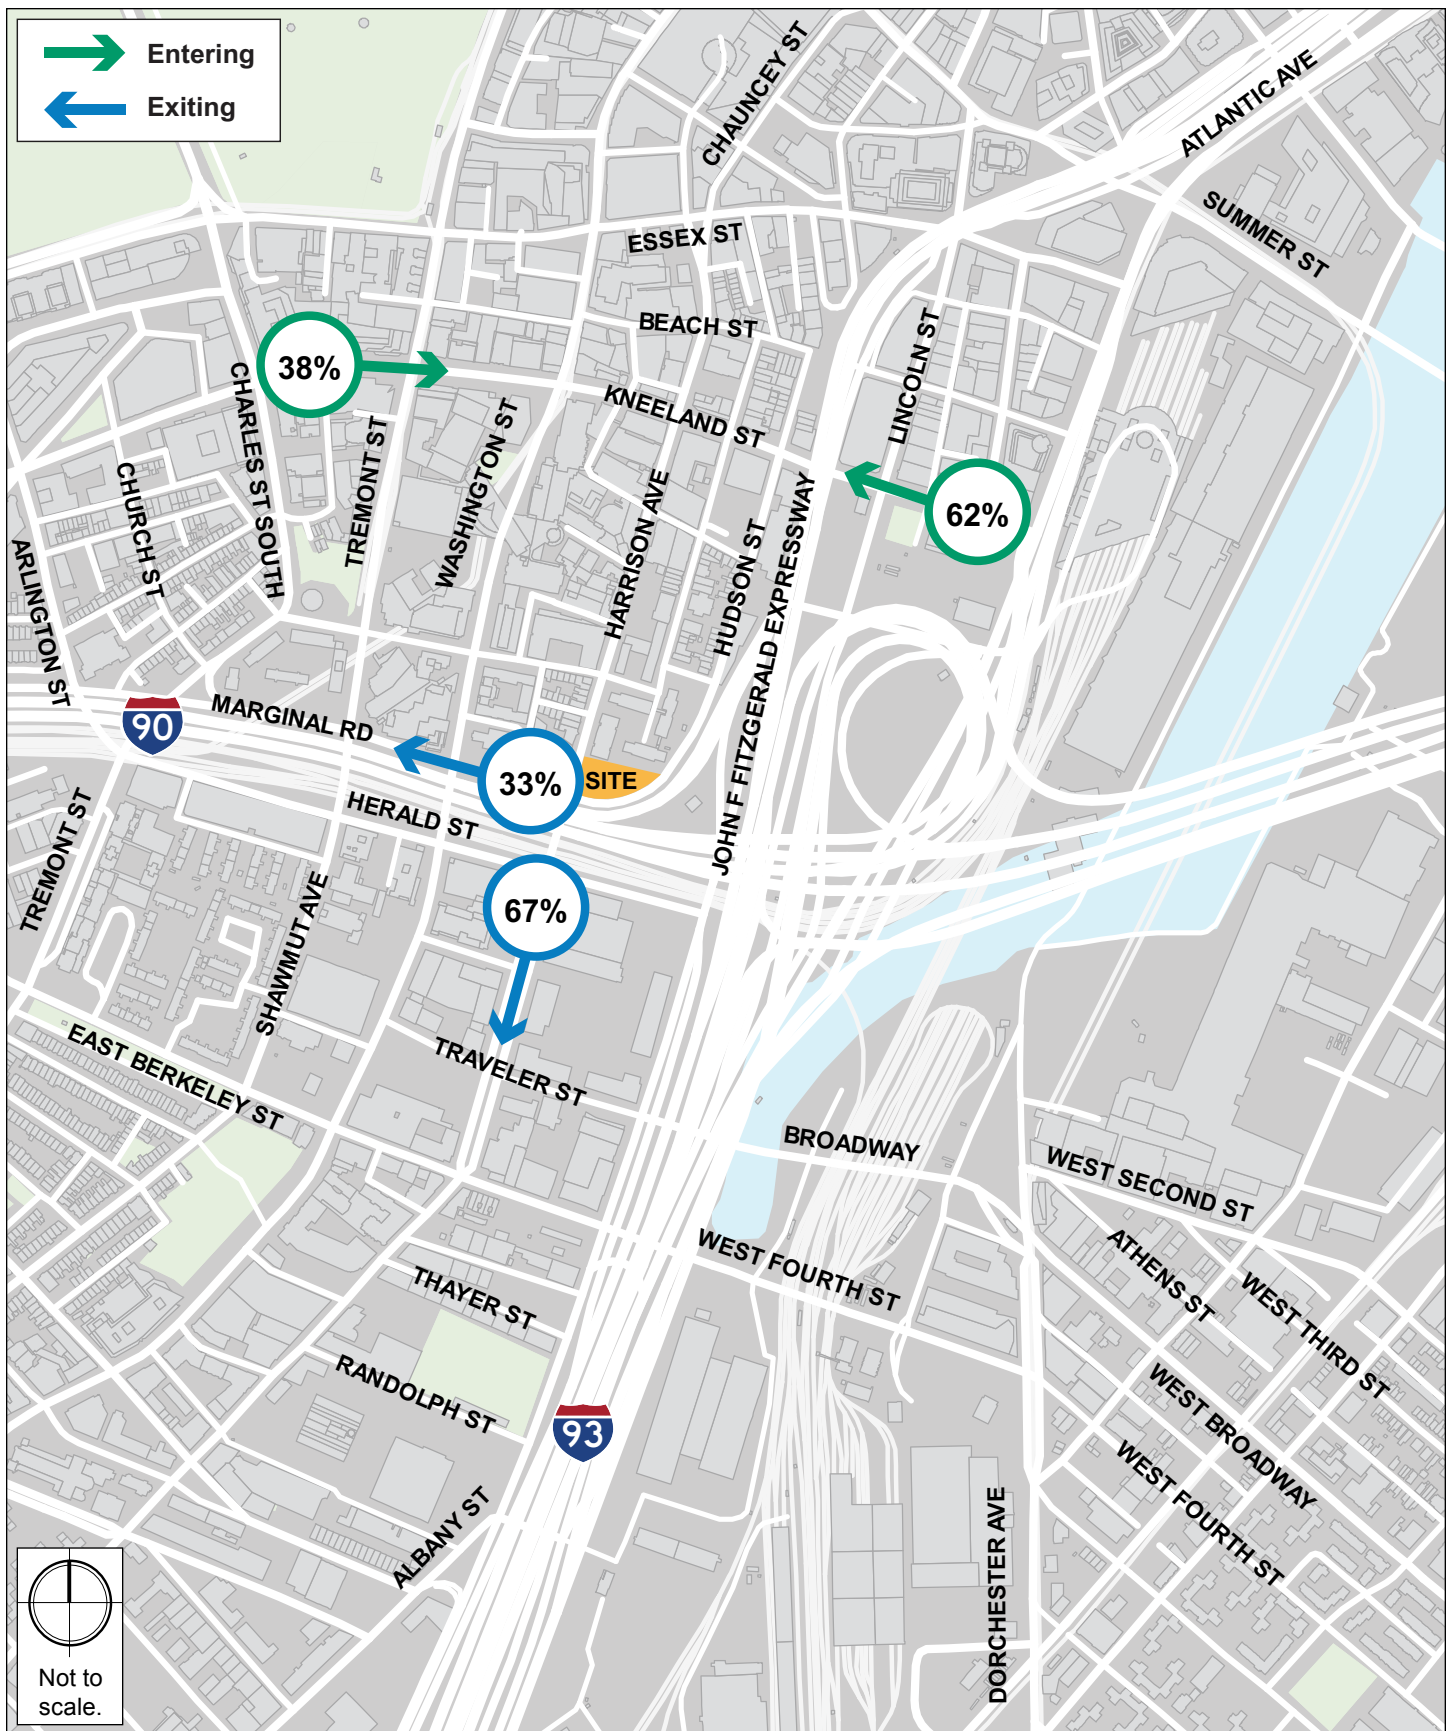 Entering
Exiting
CHAUNCEY ST
ATLANTIC AVE
SUMMER ST
ESSEX ST
BEACH ST
LINCOLN ST
38%
CHARLES ST SOUTH
KNEELAND ST
TREMONT ST
WASHINGTON ST
CHURCH ST
HARRISON AVE
62%
ARLINGTON ST
HUDSON ST
JOHN F FITZGERALD EXPRESSWAY
90
MARGINAL RD
33%
SITE
HERALD ST
TREMONT ST
67%
SHAWMUT AVE
EAST BERKELEY ST
TRAVELER ST
BROADWAY
WEST SECOND ST
WEST FOURTH ST
ATHENS ST
THAYER ST
WEST THIRD ST
RANDOLPH ST
WEST BROADWAY
93
WEST FOURTH ST
ALBANY ST
DORCHESTER AVE
Not to
scale.